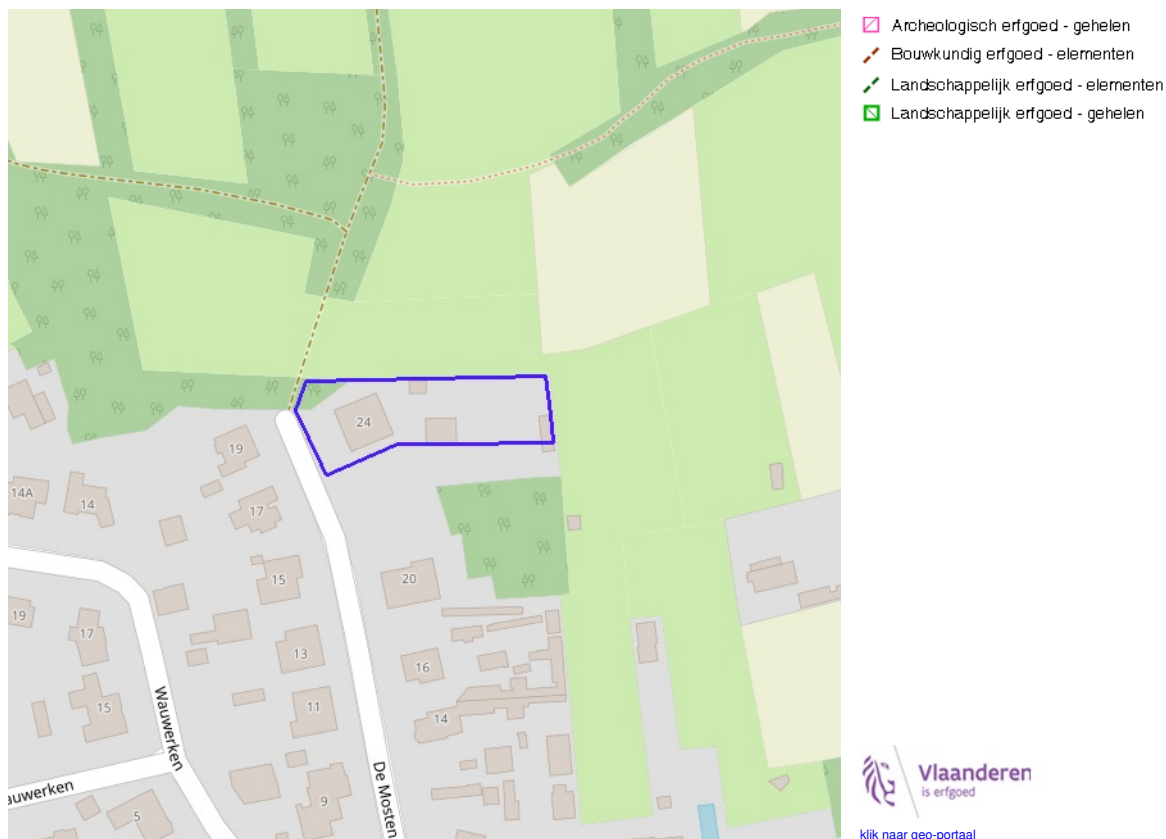 Archeologisch erfgoed - gehelen
Bouwkundig erfgoed - elementen
Landschappelijk erfgoed - elementen
Landschappelijk erfgoed - gehelen
24
19
14A
14
17
15
20
19
17
13
16
15
11
14
Wauwerken
De Mosten
auwerken
9
5
Vlaanderen
is erfgoed
klik naar geo-portaal